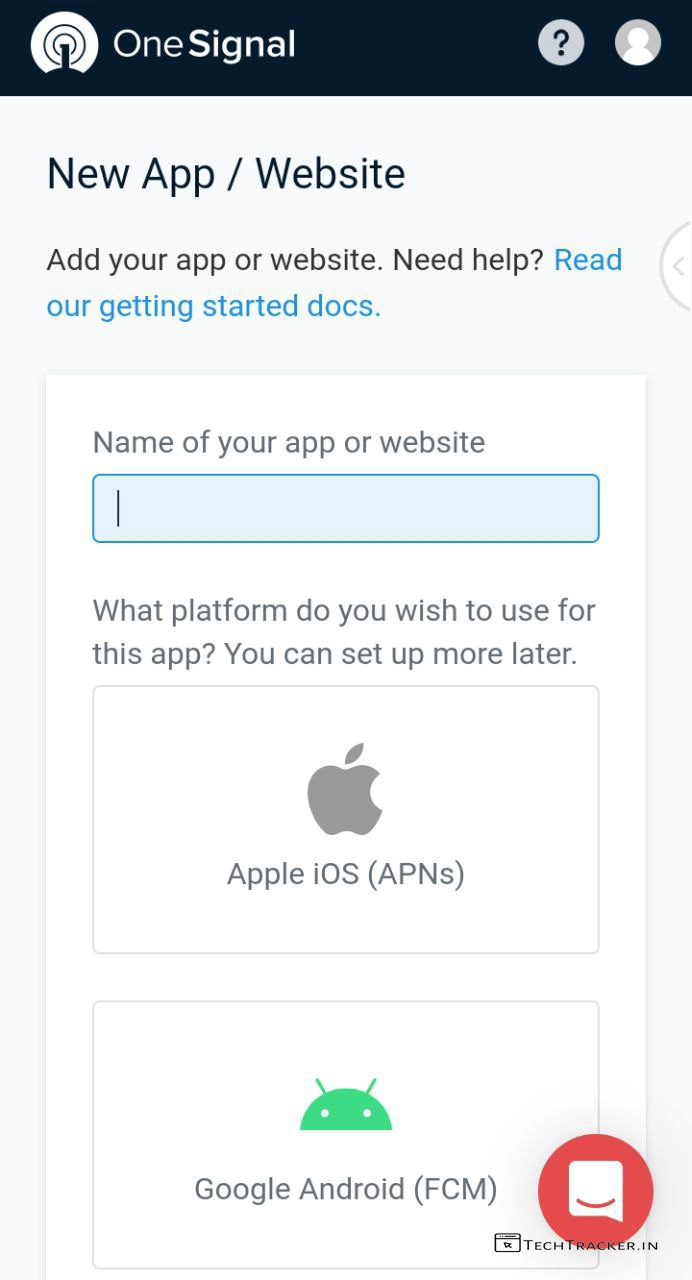 OneSignal
?
New App / Website
Add your app or website. Need help? Read
our getting started docs.
Name of your app or website
What platform do you wish to use for
this app? You can set up more later.
Apple iOS (APNs)
Google Android (FCM)
TECHTRACKER.IN